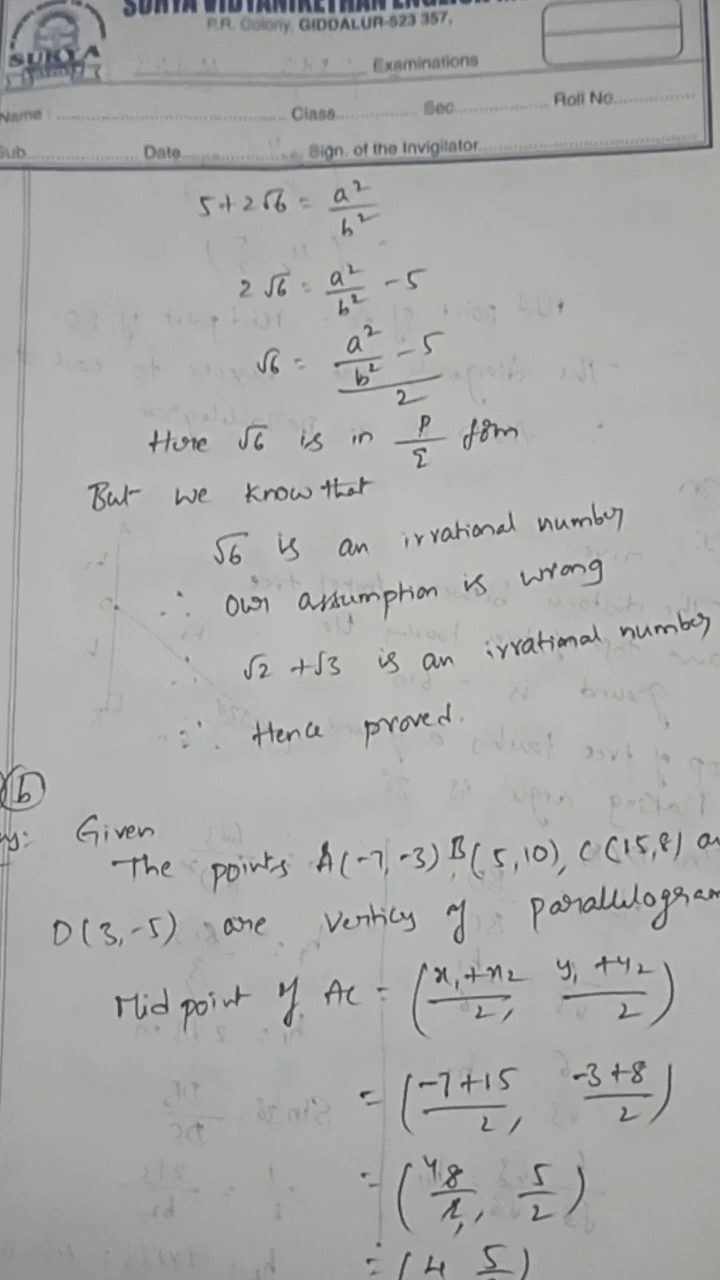 SURYA
P.R. Colony, GIDDALUR-523 357.
Examinations
Name Class Sec Roll No
Sub Date Sign. of the Invigilator
5+2√6 = a²/b²
2√6 = a²/b² - 5
√6 = (a²/b² - 5)/2
Here √6 is in p/q form
But we know that
√6 is an irrational number
∴ our assumption is wrong
∴ √2 + √3 is an irrational number
∴ Hence proved.
b
Given
The points A(-7,-3) B(5,10), C(15,8)
D(3,-5) are verticy of parallelogram
Mid point of AC = (x₁+x₂/2, y₁+y₂/2)
= (-7+15/2, -3+8/2)
= (8/2, 5/2)
= (4 5